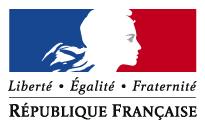 Liberté • Égalité • Fraternité
RÉPUBLIQUE FRANÇAISE